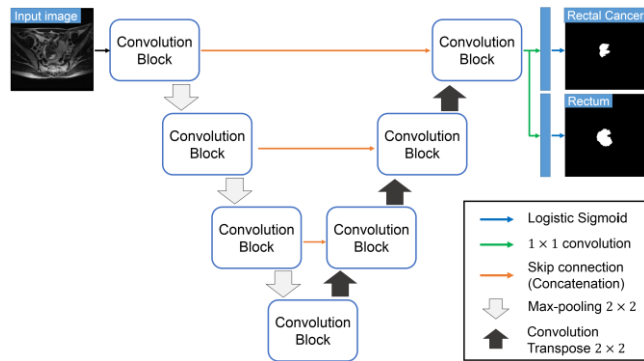 Input image
Convolution
Block
Convolution
Block
Rectal Cancer
Convolution
Block
Convolution
Block
Rectum
Convolution
Block
Convolution
Block
Convolution
Block
Logistic Sigmoid
1 × 1 convolution
Skip connection
(Concatenation)
Max-pooling 2 × 2
Convolution
Transpose 2 × 2